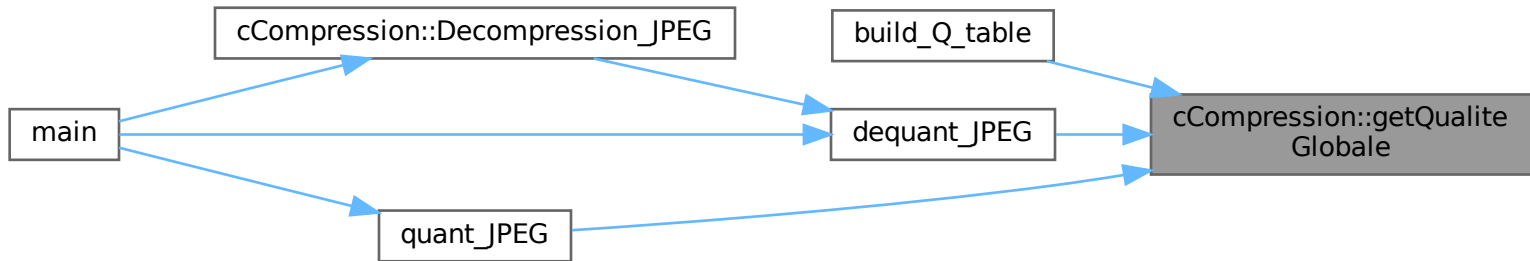 cCompression::Decompression_JPEG
build_Q_table
cCompression::getQualite
Globale
main
dequant_JPEG
quant_JPEG